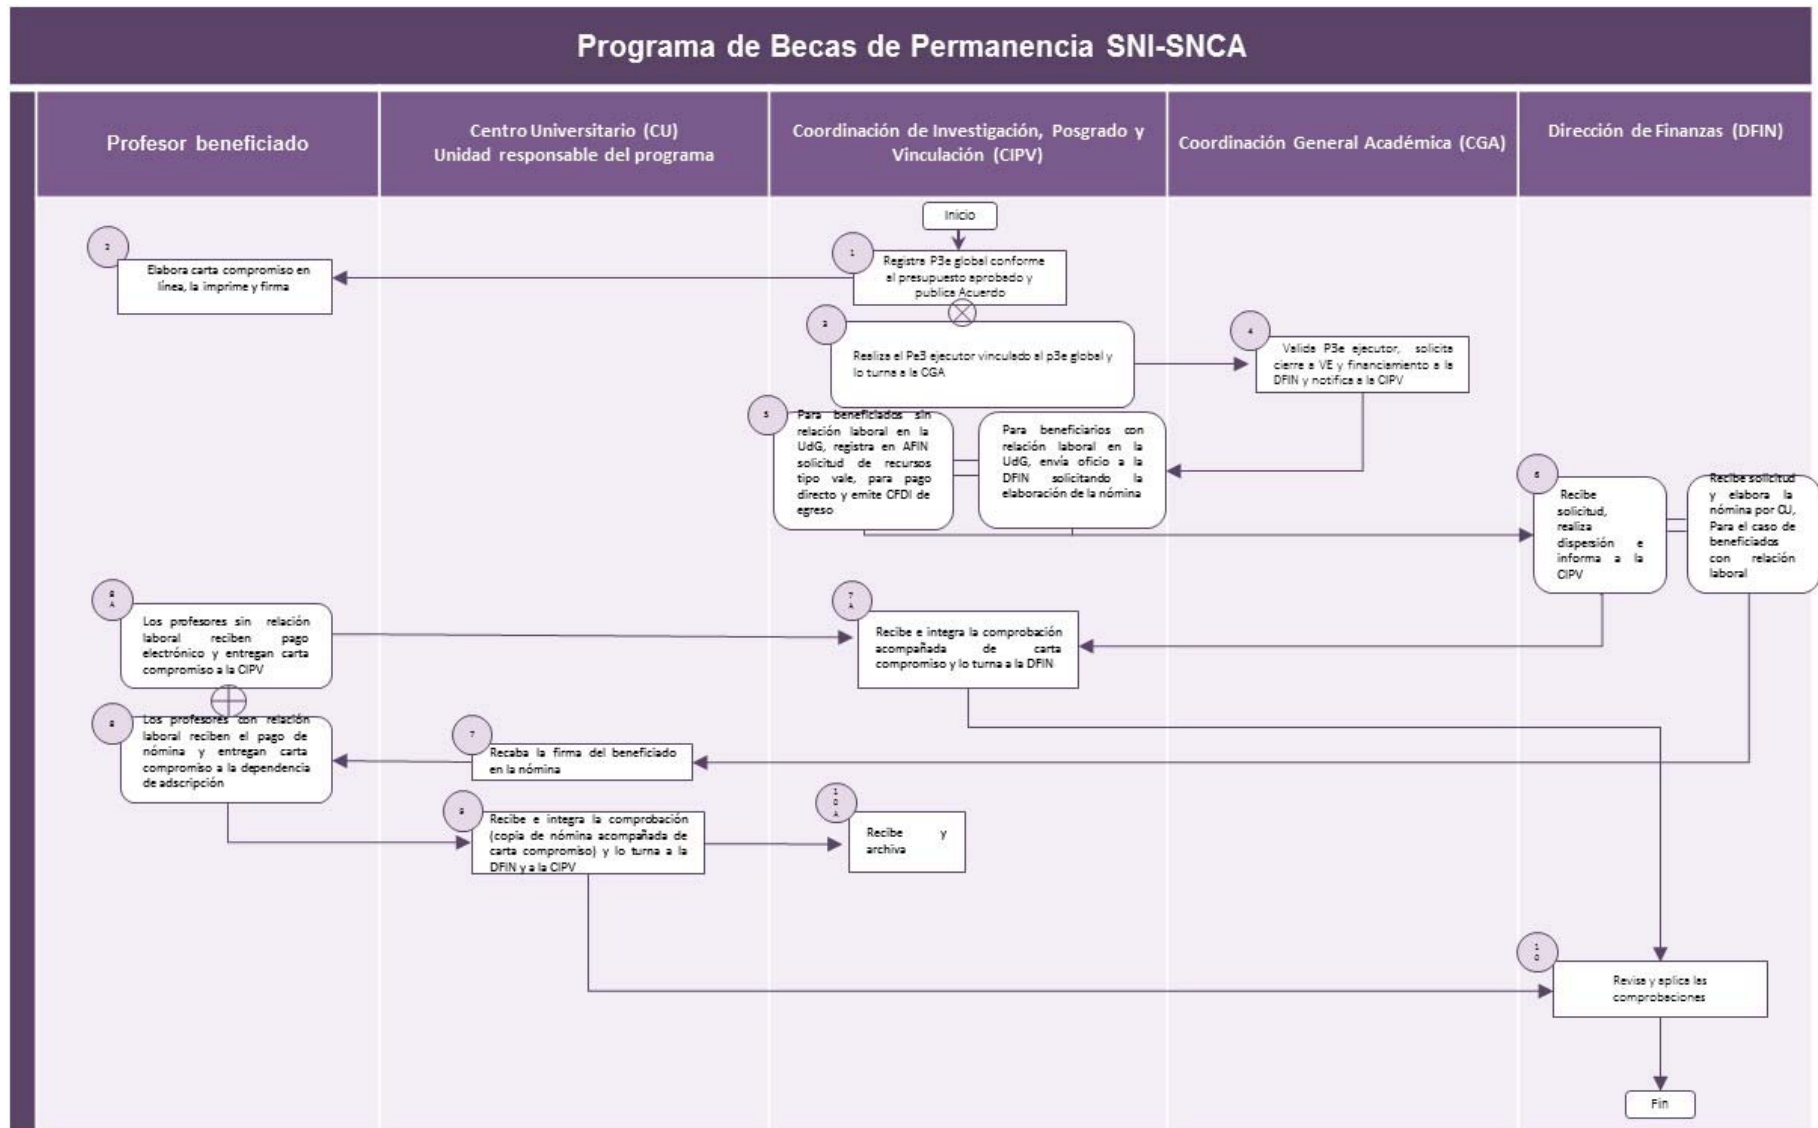 Programa de Becas de Permanencia SNI-SNCA
Profesor beneficiado
Centro Universitario (CU)
Unidad responsable del programa
Coordinación de Investigación, Posgrado y
Vinculación (CIPV)
Coordinación General Académica (CGA)
Dirección de Finanzas (DFIN)
Inicio
1
Registra P3e global conforme
al presupuesto aprobado y
publica Acuerdo
2
Elabora carta compromiso en
línea, la imprime y firma
3
Realiza el Pe3 ejecutor vinculado al p3e global y
lo turna a la CGA
4
Valida P3e ejecutor, solicita
cierre a VE y financiamiento a la
DFIN y notifica a la CIPV
5
Para beneficiados sin
relación laboral en la
UdG, registra en AFIN
solicitud de recursos
tipo vale, para pago
directo y emite CFDI de
egreso
Para beneficiarios con
relación laboral en la
UdG, envía oficio a la
DFIN solicitando la
elaboración de la nómina
6
Recibe
solicitud,
realiza
dispersión e
informa a la
CIPV
Recibe solicitud
y elabora la
nómina por CU,
Para el caso de
beneficiados
con relación
laboral
8
A
Los profesores sin relación
laboral reciben pago
electrónico y entregan carta
compromiso a la CIPV
7
A
Recibe e integra la comprobación
acompañada de carta
compromiso y lo turna a la DFIN
8
Los profesores con relación
laboral reciben el pago de
nómina y entregan carta
compromiso a la dependencia
de adscripción
7
Recaba la firma del beneficiado
en la nómina
9
Recibe e integra la comprobación
(copia de nómina acompañada de
carta compromiso) y lo turna a la
DFIN y a la CIPV
1
0
A
Recibe y
archiva
1
0
Revisa y aplica las
comprobaciones
Fin